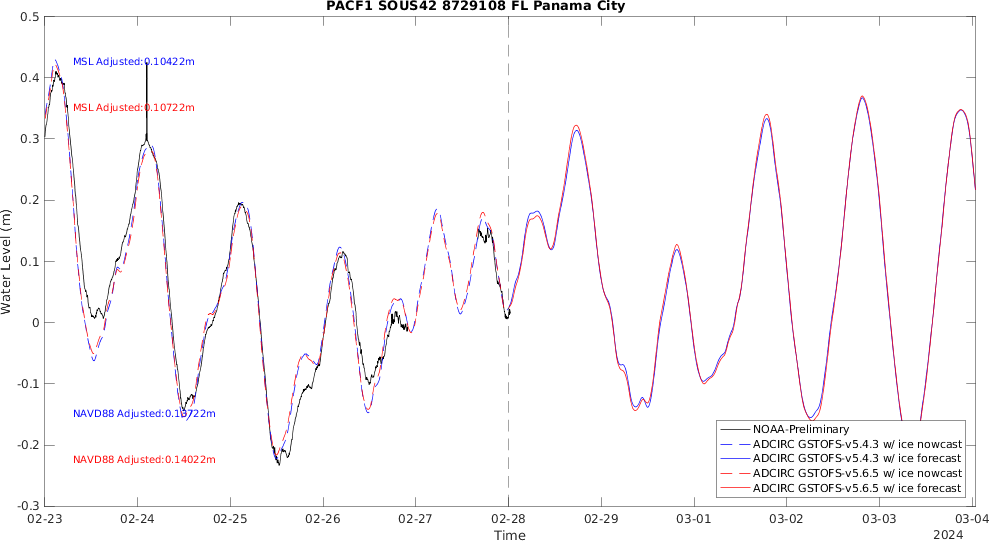 PACF1 SOUS42 8729108 FL Panama City
0.5
0.4
0.3
0.2
0.1
0
-0.1
-0.2
-0.3
Water Level (m)
MSL Adjusted:0.10422m
MSL Adjusted:0.10722m
NAVD88 Adjusted:0.13722m
NAVD88 Adjusted:0.14022m
NOAA-Preliminary
ADCIRC GSTOFS-v5.4.3 w/ ice nowcast
ADCIRC GSTOFS-v5.4.3 w/ ice forecast
ADCIRC GSTOFS-v5.6.5 w/ ice nowcast
ADCIRC GSTOFS-v5.6.5 w/ ice forecast
02-23 02-24 02-25 02-26 02-27 02-28 02-29 03-01 03-02 03-03 03-04
Time
2024